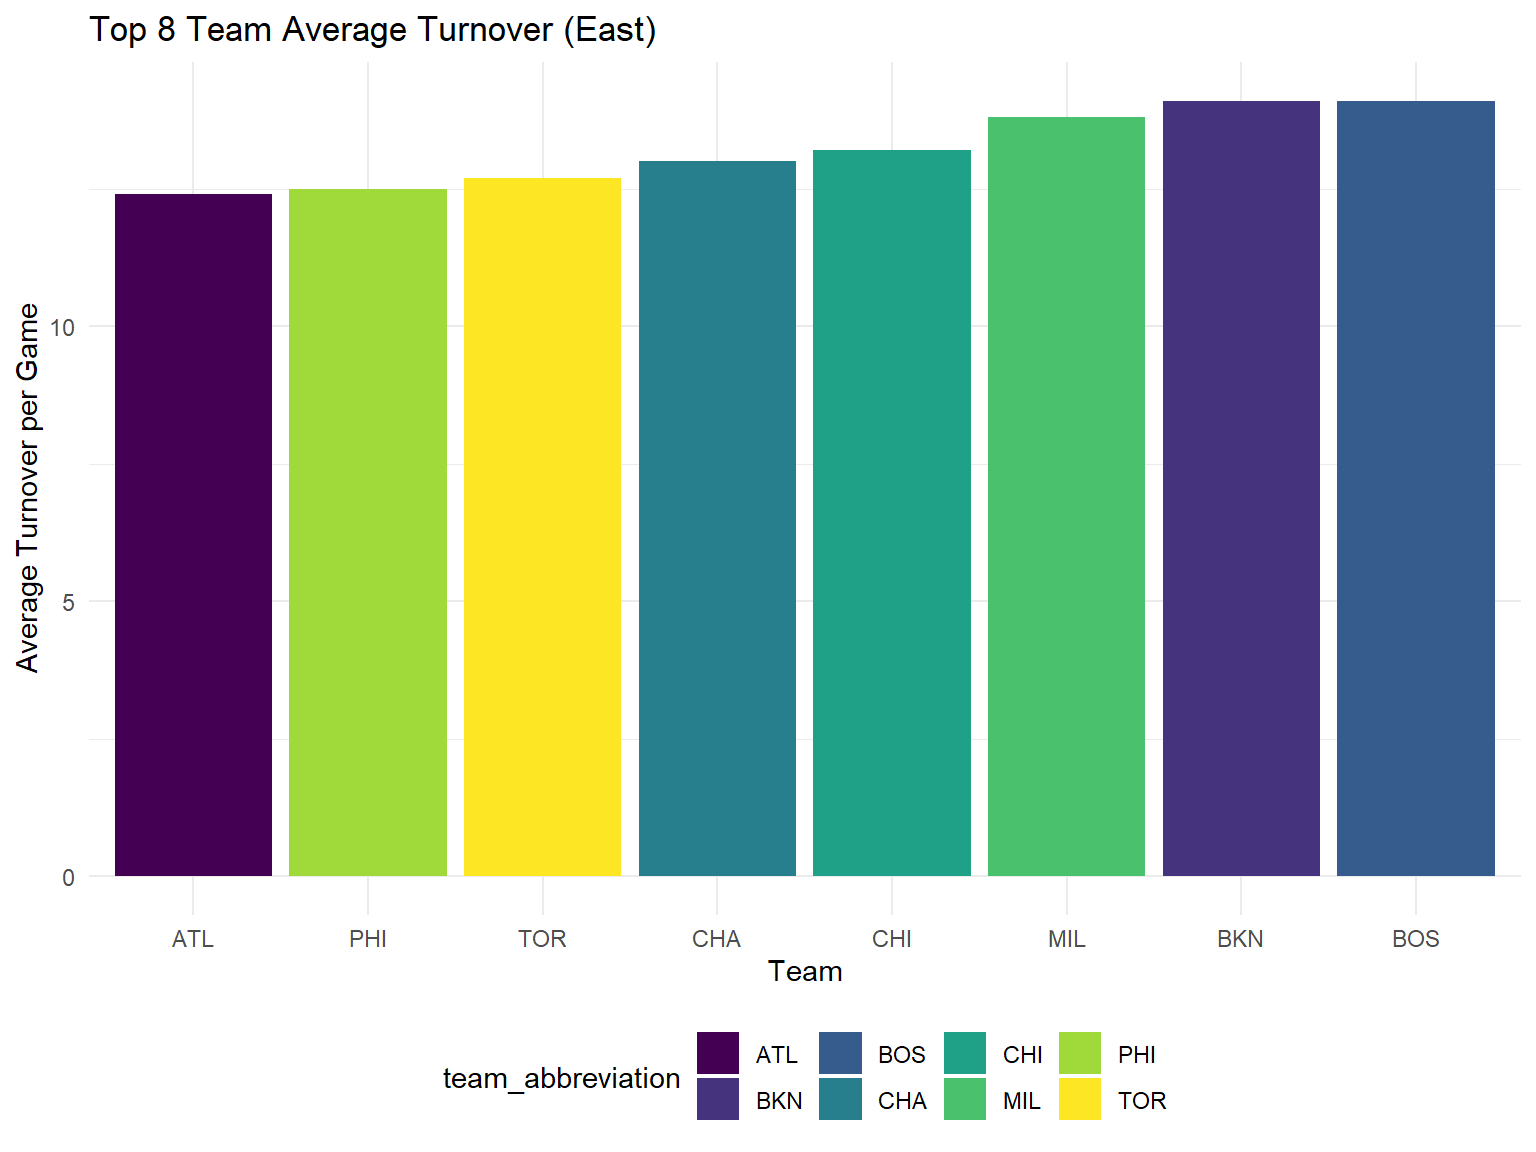 Top 8 Team Average Turnover (East)
Average Turnover per Game
10
5
0
ATL PHI TOR CHA CHI MIL BKN BOS
Team
team_abbreviation
ATL BOS CHI PHI
BKN CHA MIL TOR